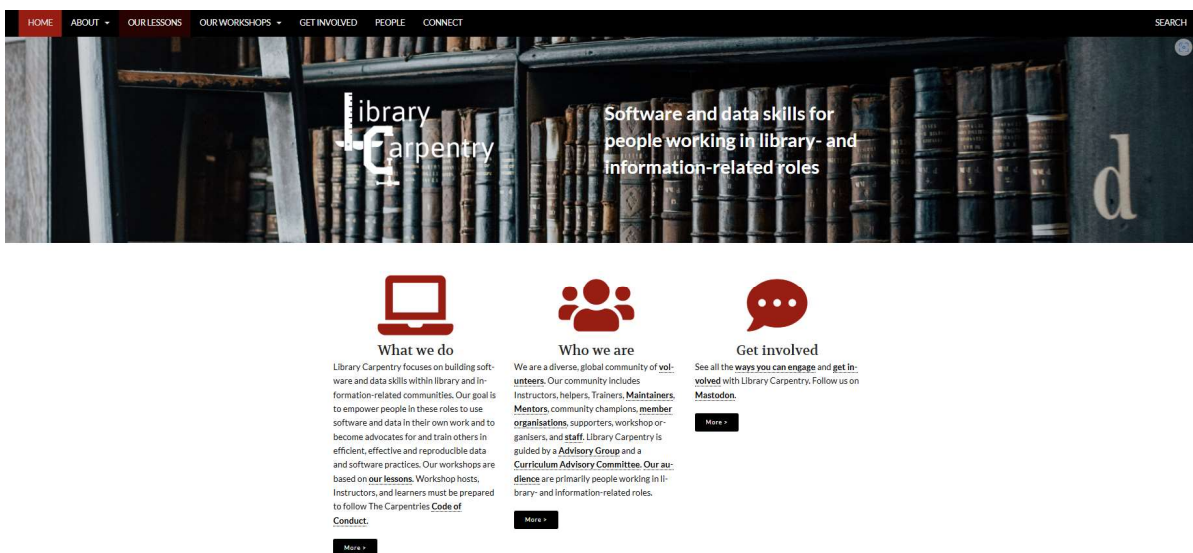 HOME ABOUT OUR LESSONS OUR WORKSHOPS GET INVOLVED PEOPLE CONNECT SEARCH
Library
Carpentry
Software and data skills for
people working in library- and
information-related roles
d
What we do
Library Carpentry focuses on building soft-
ware and data skills within library and in-
formation-related communities. Our goal is
to empower people in these roles to use
software and data in their own work and to
become advocates for and train others in
efficient, effective and reproducible data
and software practices. Our workshops are
based on our lessons. Workshop hosts,
Instructors, and learners must be prepared
to follow The Carpentries Code of
Conduct.
More >
Who we are
We are a diverse, global community of vol-
unteers. Our community includes
Instructors, helpers, Trainers, Maintainers,
Mentors, community champions, member
organisations, supporters, workshop or-
ganisers, and staff. Library Carpentry is
guided by a Advisory Group and a
Curriculum Advisory Committee. Our au-
dience are primarily people working in li-
brary- and information-related roles.
More >
Get involved
See all the ways you can engage and get in-
volved with Library Carpentry. Follow us on
Mastodon.
More >